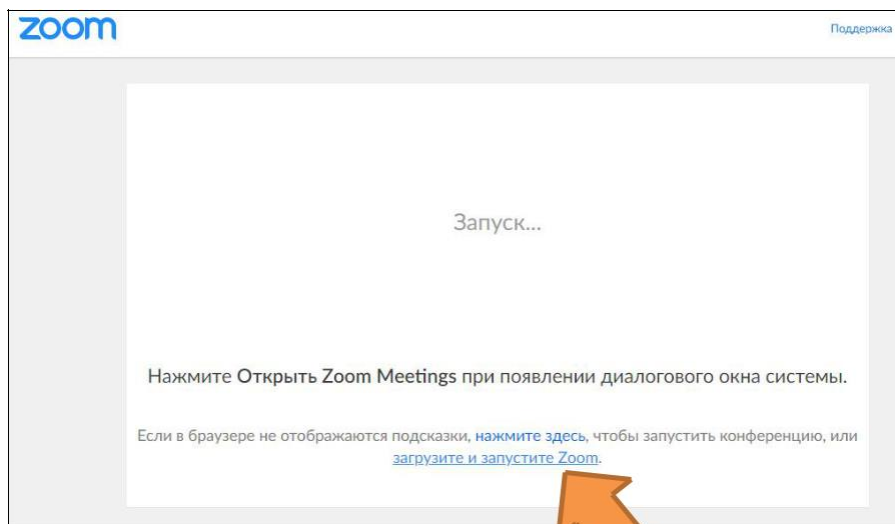 zoom
Поддержка
Запуск...
Нажмите Открыть Zoom Meetings при появлении диалогового окна системы.
Если в браузере не отображаются подсказки, нажмите здесь, чтобы запустить конференцию, или
загрузите и запустите Zoom.